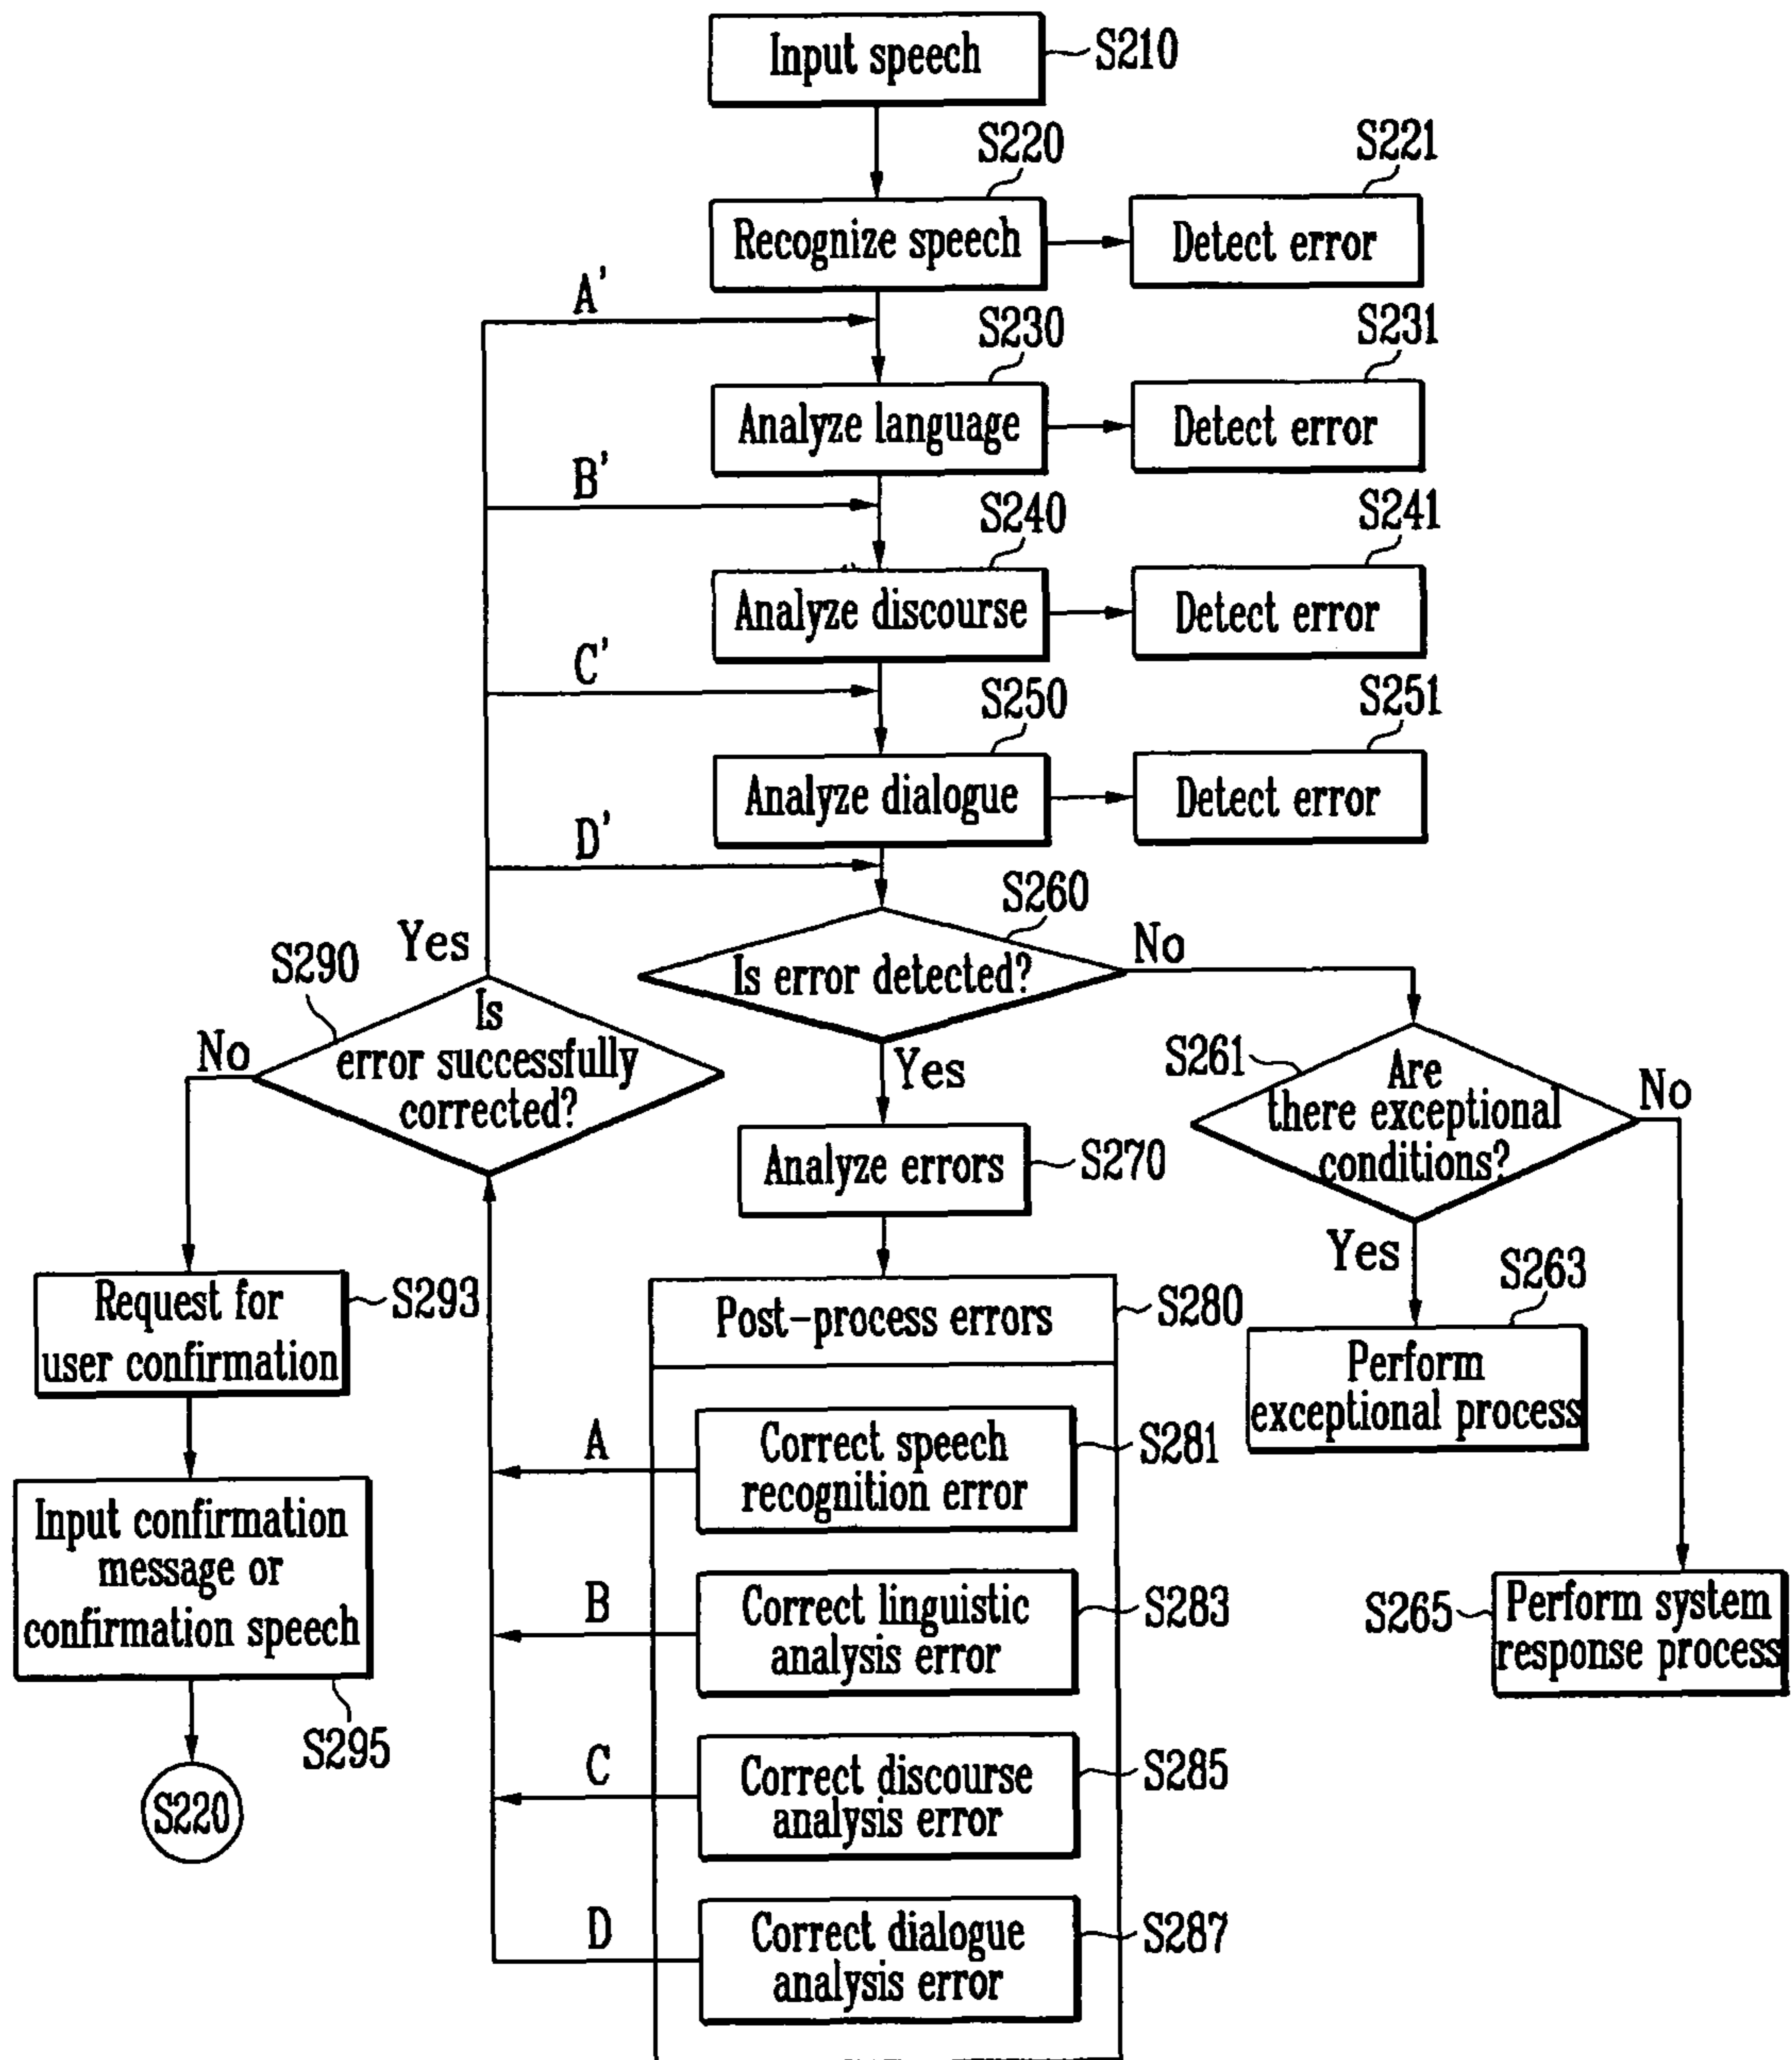 Input speech
S210
S220
S221
Recognize speech
Detect error
A'
S230
S231
Analyze language
Detect error
B'
S240
S241
Analyze discourse
Detect error
C'
S250
S251
Analyze dialogue
Detect error
D'
S260
Is error detected?
No
Yes
S290
Is
error successfully
corrected?
No
Yes
S261
Are
there exceptional
conditions?
No
Yes
Analyze errors
S270
S263
Perform
exceptional process
Request for
user confirmation
S293
Post-process errors
S280
A
Correct speech
recognition error
S281
Input confirmation
message or
confirmation speech
S295
S220
B
Correct linguistic
analysis error
S283
S265
Perform system
response process
C
Correct discourse
analysis error
S285
D
Correct dialogue
analysis error
S287